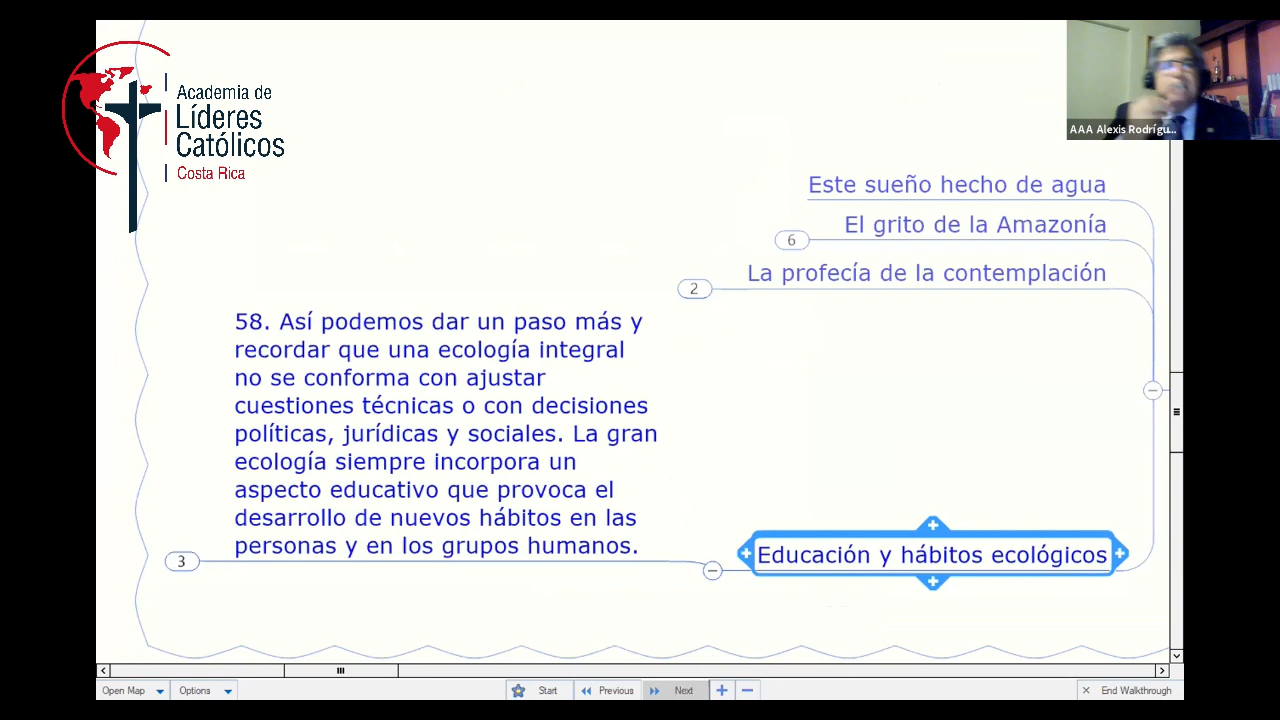 Academia de
Líderes
Católicos
Costa Rica
AAA Alexis Rodrígu...
Este sueño hecho de agua
El grito de la Amazonía
6
La profecía de la contemplación
2
58. Así podemos dar un paso más y
recordar que una ecología integral
no se conforma con ajustar
cuestiones técnicas o con decisiones
políticas, jurídicas y sociales. La gran
ecología siempre incorpora un
aspecto educativo que provoca el
desarrollo de nuevos hábitos en las
personas y en los grupos humanos.
3
Educación y hábitos ecológicos
Open Map
Options
Start
Previous
Next
End Walkthrough